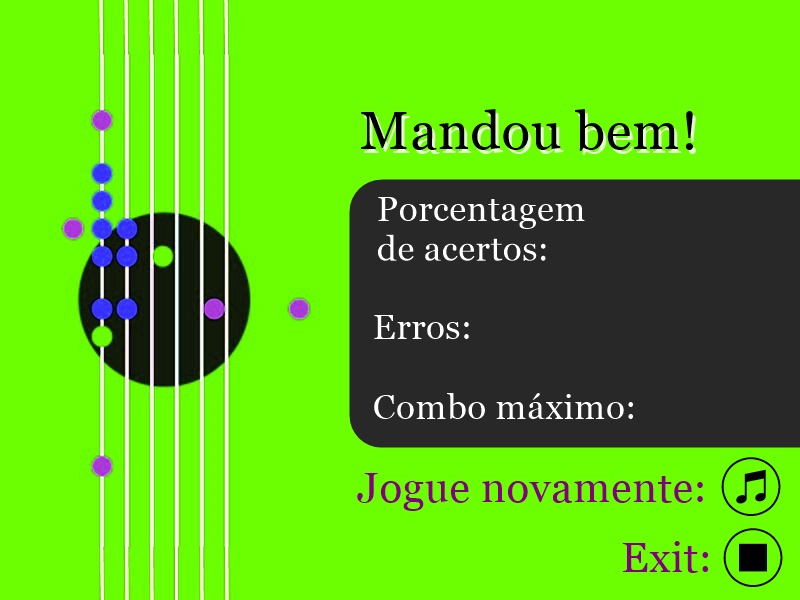 Mandou bem!
Porcentagem
de acertos:
Erros:
Combo máximo:
Jogue novamente:
Exit: